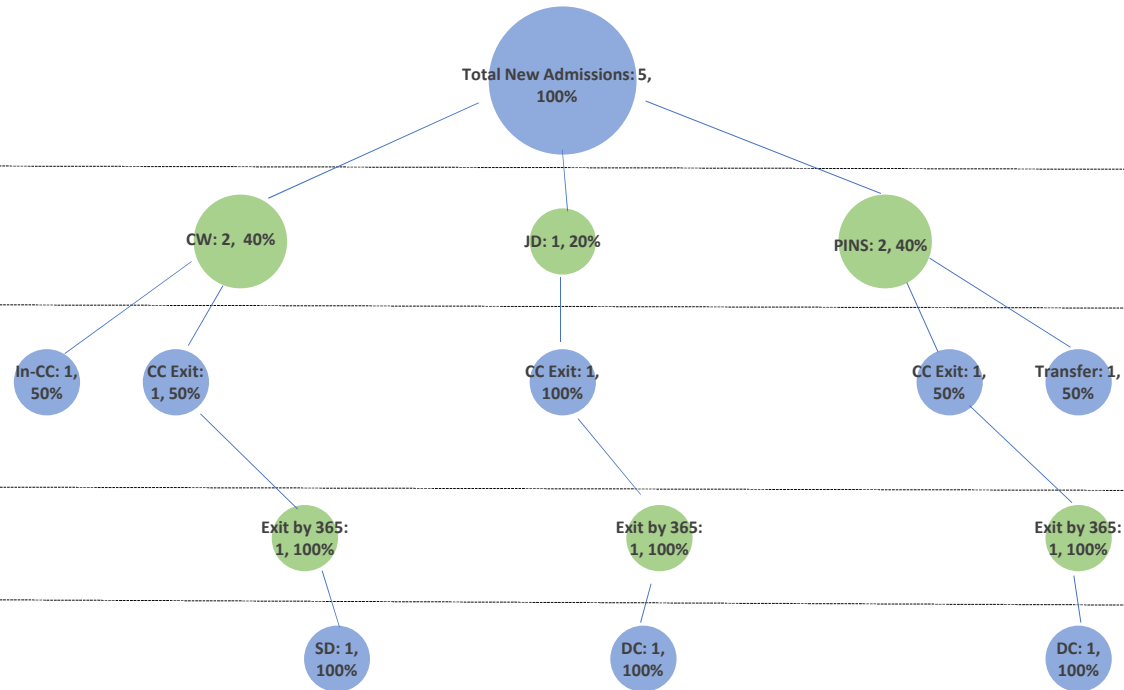 Total New Admissions: 5,
100%
CW: 2,  40%
JD: 1, 20%
PINS: 2, 40%
In-CC: 1,
50%
CC Exit:
1, 50%
CC Exit: 1,
100%
CC Exit: 1,
50%
Transfer: 1,
50%
Exit by 365:
1, 100%
Exit by 365:
1, 100%
Exit by 365:
1, 100%
SD: 1,
100%
DC: 1,
100%
DC: 1,
100%